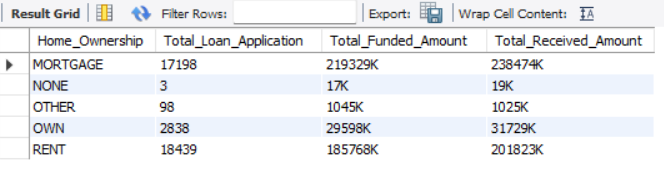 Result Grid Filter Rows: Export: Wrap Cell Content: IA
Home_Ownership Total_Loan_Application Total_Funded_Amount Total_Received_Amount
MORTGAGE 17198 219329K 238474K
NONE 3 17K 19K
OTHER 98 1045K 1025K
OWN 2838 29598K 31729K
RENT 18439 185768K 201823K